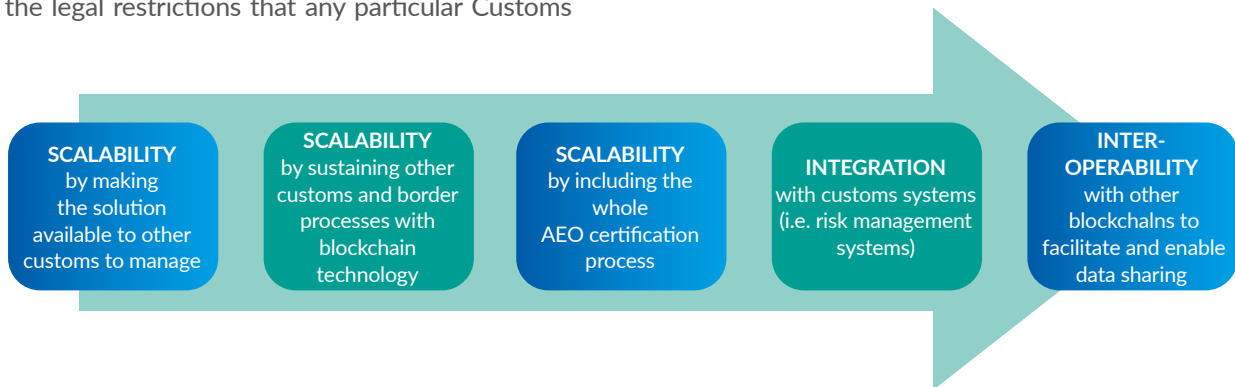 the legal restrictions that any particular Customs
SCALABILITY
by making
the solution
available to other
customs to manage
SCALABILITY
by sustaining other
customs and border
processes with
blockchain
technology
SCALABILITY
by including the
whole
AEO certification
process
INTEGRATION
with customs systems
(i.e. risk management
systems)
INTER-
OPERABILITY
with other
blockchalns to
facilitate and enable
data sharing